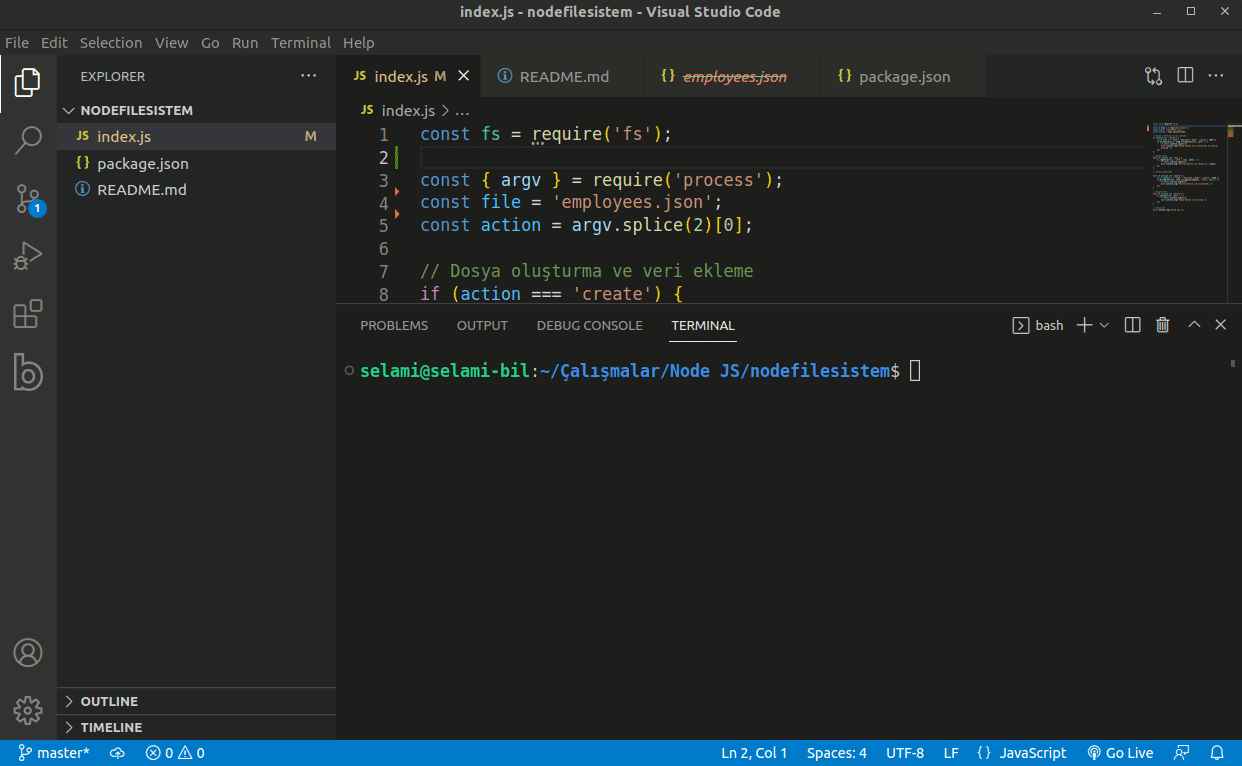 index.js - nodefilesistem - Visual Studio Code
File Edit Selection View Go Run Terminal Help
EXPLORER
NODEFILESISTEM
JS index.js M
{} package.json
README.md
1
OUTLINE
TIMELINE
JS index.js M
README.md
{} employees.json
{} package.json
JS index.js > ...
1 const fs = require('fs');
2
3 const { argv } = require('process');
4 const file = 'employees.json';
5 const action = argv.splice(2)[0];
6
7 // Dosya oluşturma ve veri ekleme
8 if (action === 'create') {
PROBLEMS OUTPUT DEBUG CONSOLE TERMINAL
bash
selami@selami-bil:~/Çalışmalar/Node JS/nodefilesistem$
master* 0 0 Ln 2, Col 1 Spaces: 4 UTF-8 LF {} JavaScript Go Live